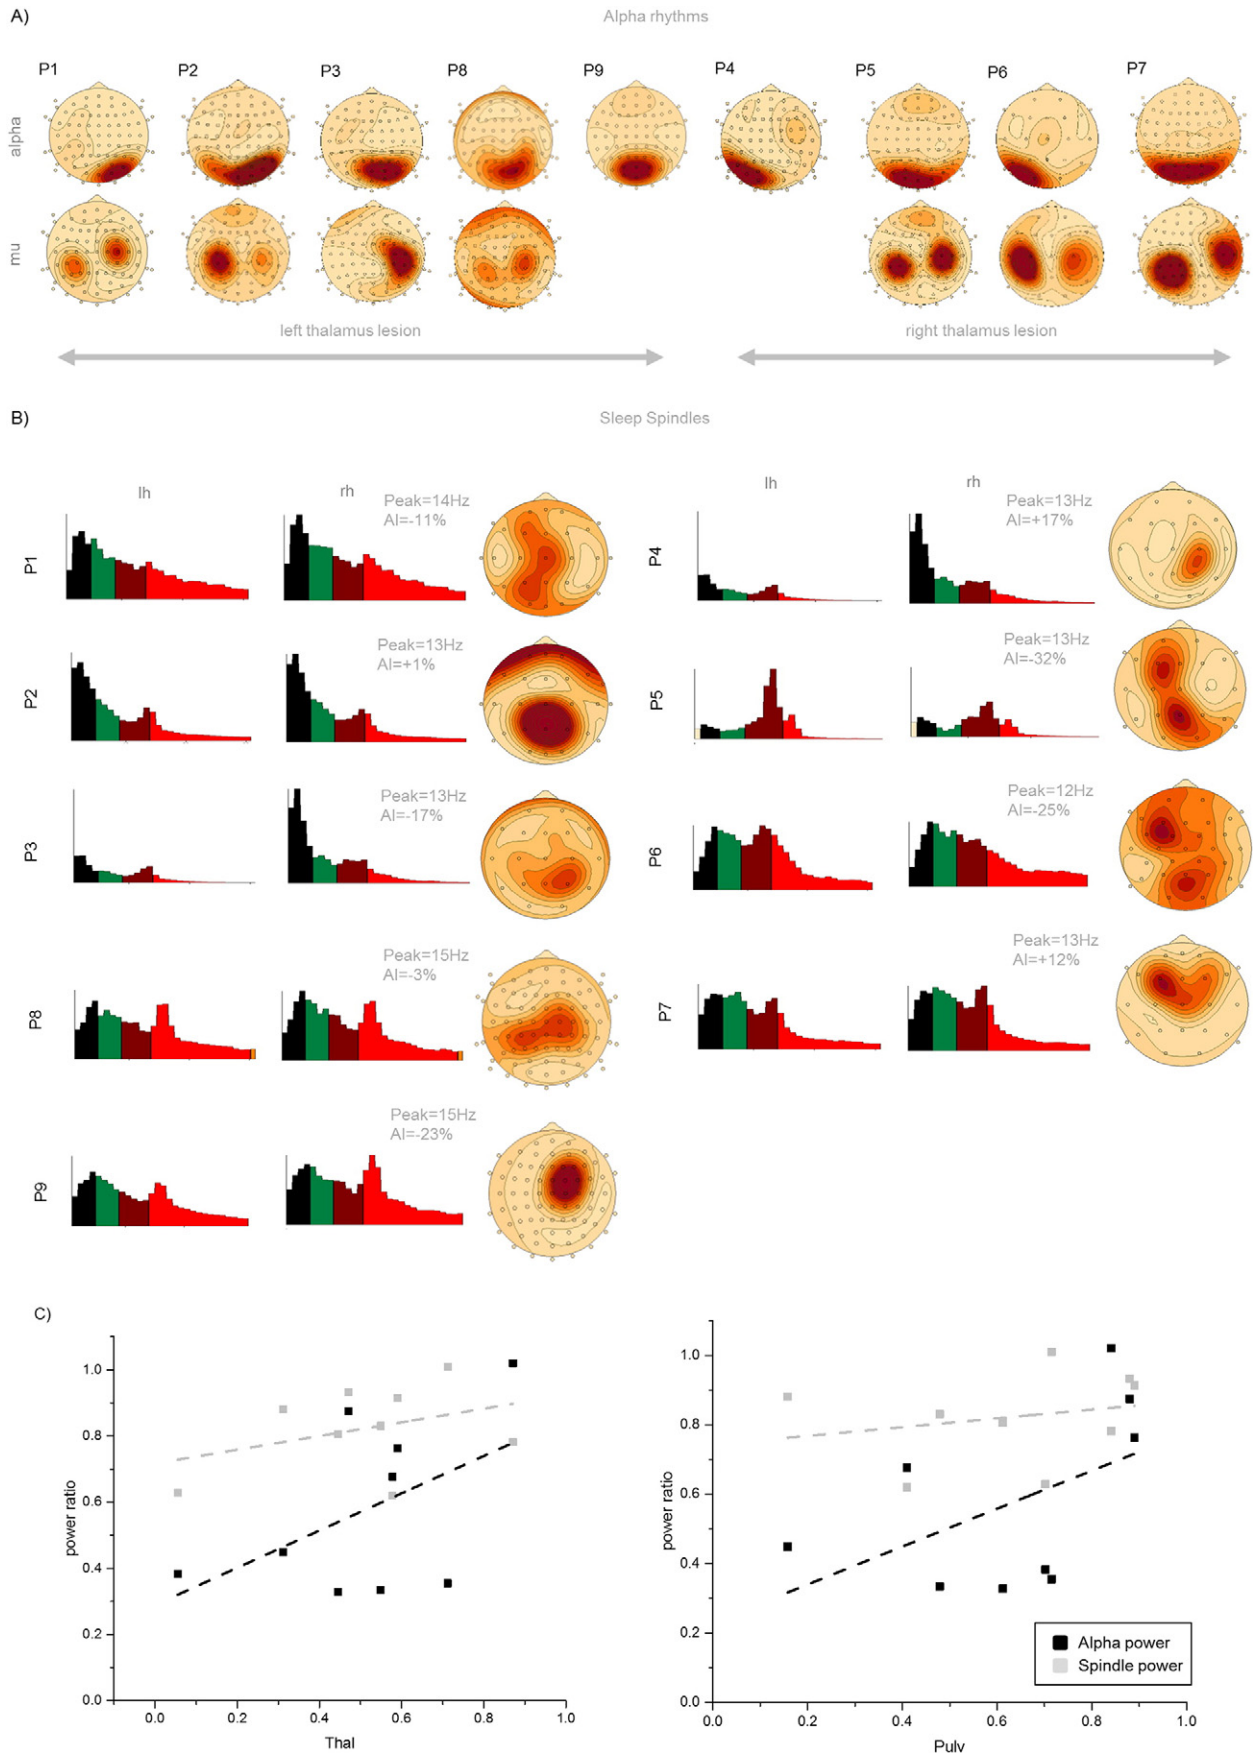 A)
Alpha rhythms
P1 P2 P3 P8 P9 P4 P5 P6 P7
alpha
mu
left thalamus lesion
right thalamus lesion
B)
Sleep Spindles
lh rh
P1
Peak=14Hz
AI=-11%
P2
Peak=13Hz
AI=+1%
P3
Peak=13Hz
AI=-17%
P8
Peak=15Hz
AI=-3%
P9
Peak=15Hz
AI=-23%
lh rh
P4
Peak=13Hz
AI=+17%
P5
Peak=13Hz
AI=-32%
P6
Peak=12Hz
AI=-25%
P7
Peak=13Hz
AI=+12%
C)
power ratio
1.0
0.8
0.6
0.4
0.2
0.0
0.0 0.2 0.4 0.6 0.8 1.0
Thal
power ratio
1.0
0.8
0.6
0.4
0.2
0.0
0.0 0.2 0.4 0.6 0.8 1.0
Pulv
Alpha power
Spindle power